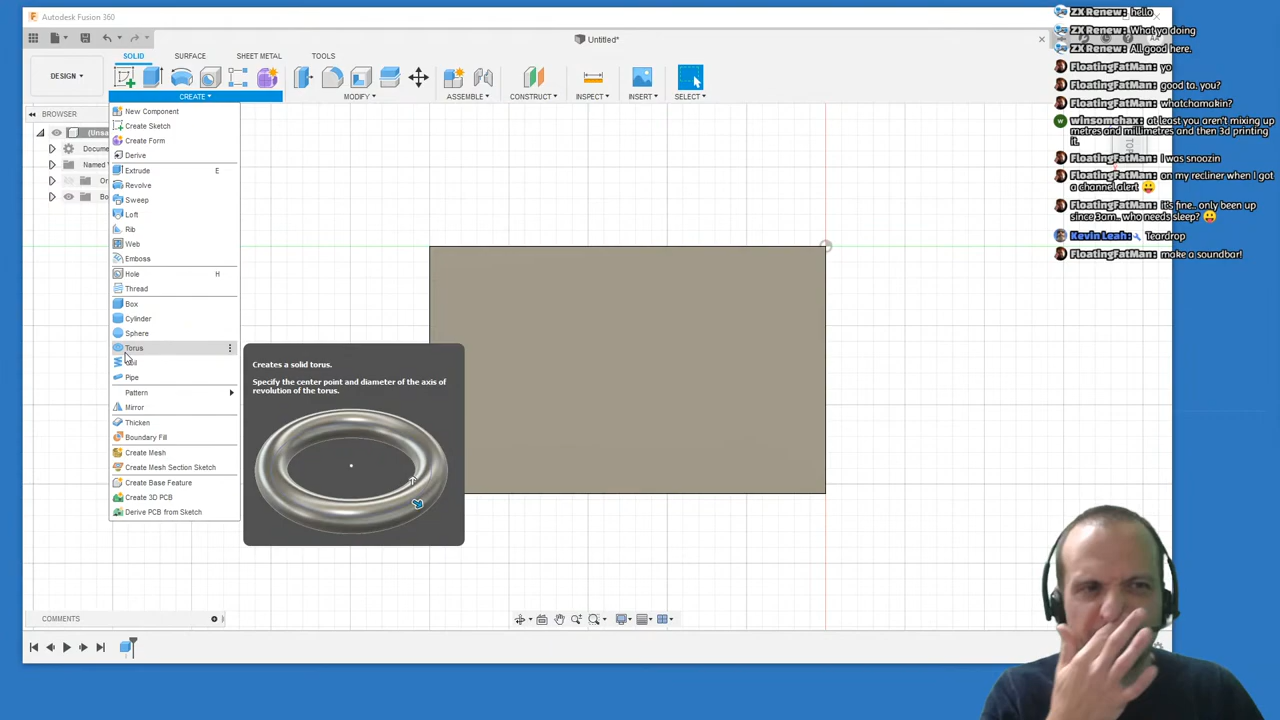 Autodesk Fusion 360
Untitled*
DESIGN
SOLID
SURFACE
SHEET METAL
TOOLS
CREATE
MODIFY
ASSEMBLE
CONSTRUCT
INSPECT
INSERT
SELECT
BROWSER
(Unsa
Docume
Named
Or
Bo
New Component
Create Sketch
Create Form
Derive
Extrude E
Revolve
Sweep
Loft
Rib
Web
Emboss
Hole H
Thread
Box
Cylinder
Sphere
Torus
Pipe
Pattern
Mirror
Thicken
Boundary Fill
Create Mesh
Create Mesh Section Sketch
Create Base Feature
Create 3D PCB
Derive PCB from Sketch
Creates a solid torus.
Specify the center point and diameter of the axis of
revolution of the torus.
COMMENTS
ZX Renew: hello
ZX Renew: What ya doing
ZX Renew: All good here.
FloatingFatMan: yo
FloatingFatMan: good ta. you?
FloatingFatMan: whatchamakin?
winsomehax: at least you aren't mixing up
metres and millimetres and then 3d printing
it.
FloatingFatMan: I was snoozin
FloatingFatMan: on my recliner when I got
a channel alert
FloatingFatMan: it's fine.. only been up
since 3am.. who needs sleep?
Kevin Leah: Teardrop
FloatingFatMan: make a soundbar!